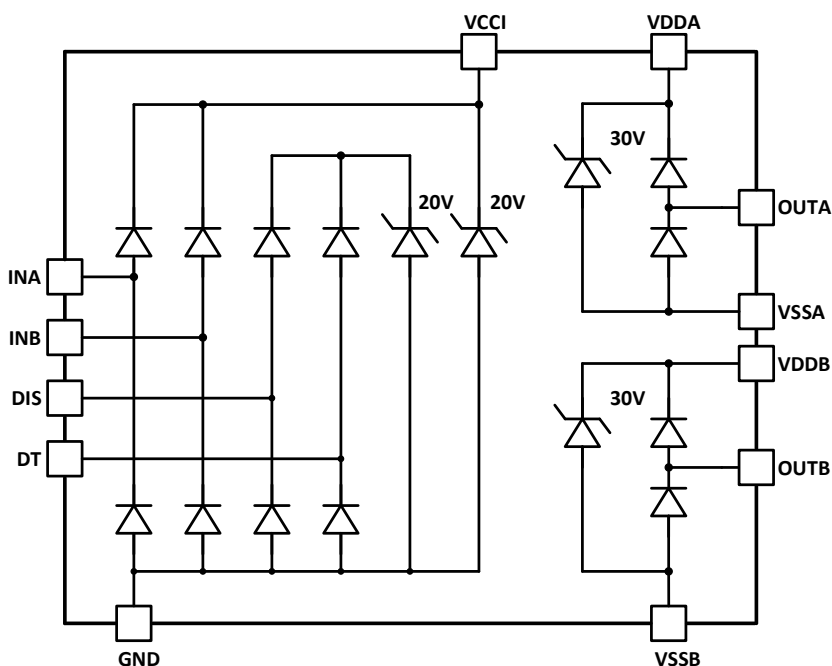 VCCI
VDDA
30V
20V
20V
OUTA
INA
VSSA
INB
VDDB
DIS
30V
DT
OUTB
GND
VSSB